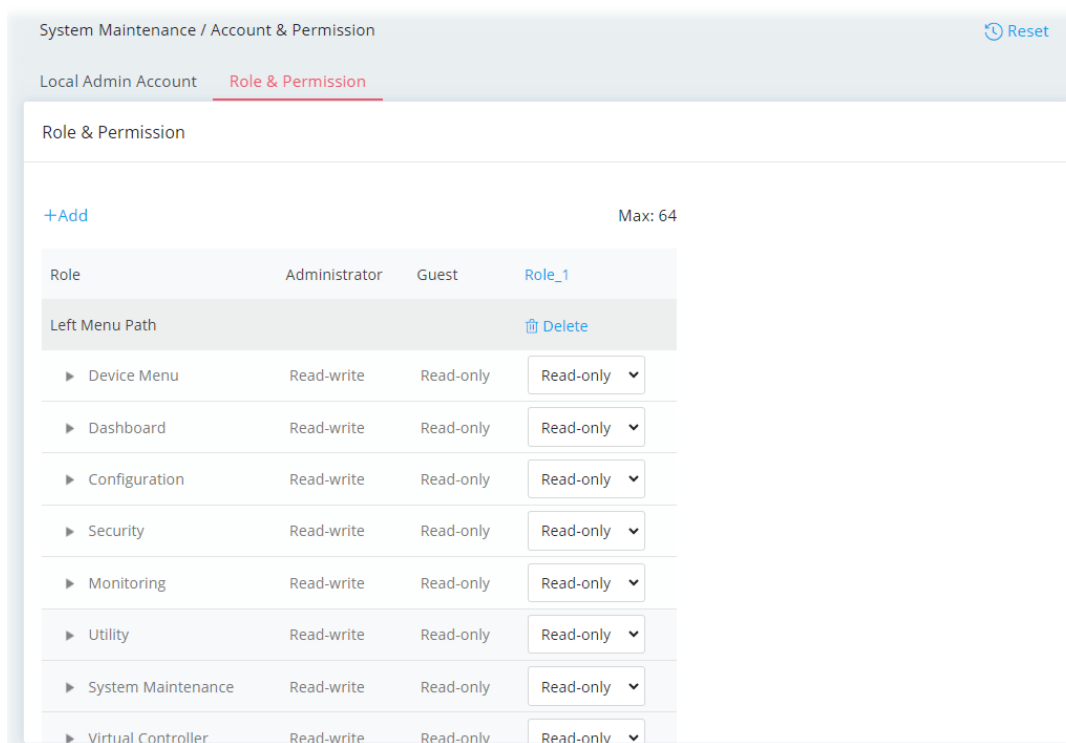 System Maintenance / Account & Permission Reset
Local Admin Account Role & Permission
Role & Permission
+Add Max: 64
Role Administrator Guest Role_1
Left Menu Path Delete
Device Menu Read-write Read-only Read-only
Dashboard Read-write Read-only Read-only
Configuration Read-write Read-only Read-only
Security Read-write Read-only Read-only
Monitoring Read-write Read-only Read-only
Utility Read-write Read-only Read-only
System Maintenance Read-write Read-only Read-only
Virtual Controller Read-write Read-only Read-only